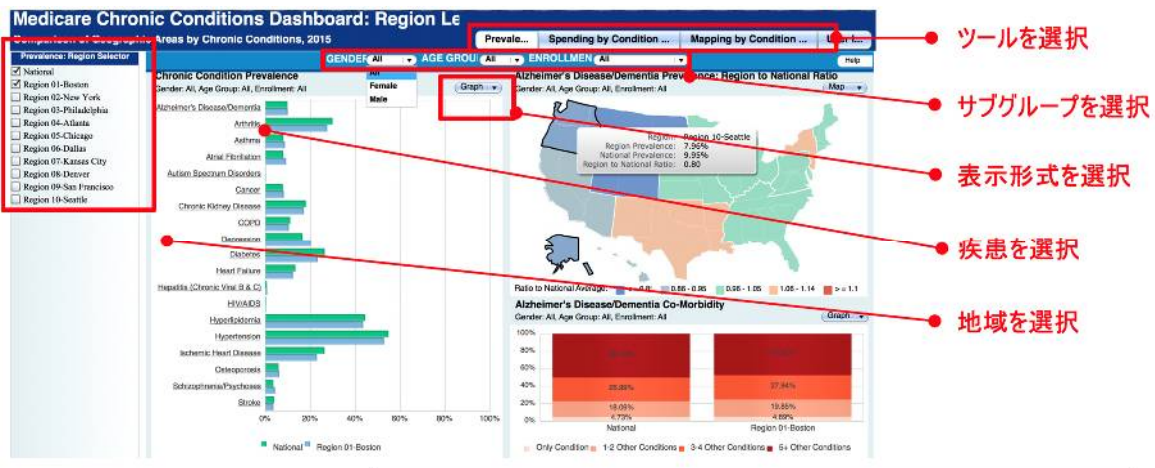 Medicare Chronic Conditions Dashboard: Region Le
Comparison of Geographic Areas by Chronic Conditions, 2015
Prevale...
Spending by Condition ...
Mapping by Condition ...
ツールを選択
Prevalence: Region Selector
National
Region 01-Boston
Region 02-New York
Region 03-Philadelphia
Region 04-Atlanta
Region 05-Chicago
Region 06-Dallas
Region 07-Kansas City
Region 08-Denver
Region 09-San Francisco
Region 10-Seattle
GENDER All
AGE GROU All
ENROLLMEN All
Help
All
Female
Male
サブグループを選択
Chronic Condition Prevalence
Gender: All, Age Group: All, Enrollment: All
Graph
Alzheimer's Disease/Dementia
Arthritis
Asthma
Atrial Fibrillation
Autism Spectrum Disorders
Cancer
Chronic Kidney Disease
COPD
Depression
Diabetes
Heart Failure
Hepatitis (Chronic Viral B & C)
HIV/AIDS
Hyperlipidemia
Hypertension
Ischemic Heart Disease
Osteoporosis
Schizophrenia/Psychoses
Stroke
0% 20% 40% 60% 80% 100%
National Region 01-Boston
Alzheimer's Disease/Dementia Prevalence: Region to National Ratio
Gender: All, Age Group: All, Enrollment: All
Map
Region: Region 10-Seattle
Region Prevalence: 7.96%
National Prevalence: 9.95%
Region to National Ratio: 0.80
表示形式を選択
疾患を選択
Ratio to National Average: 0.86 - 0.95 0.96 - 1.05 1.06 - 1.14 > = 1.1
Alzheimer's Disease/Dementia Co-Morbidity
Gender: All, Age Group: All, Enrollment: All
Graph
地域を選択
100%
80%
60%
40%
20%
0%
18.09%
4.73%
27.94%
19.85%
4.89%
National
Region 01-Boston
Only Condition 1-2 Other Conditions 3-4 Other Conditions 5+ Other Conditions